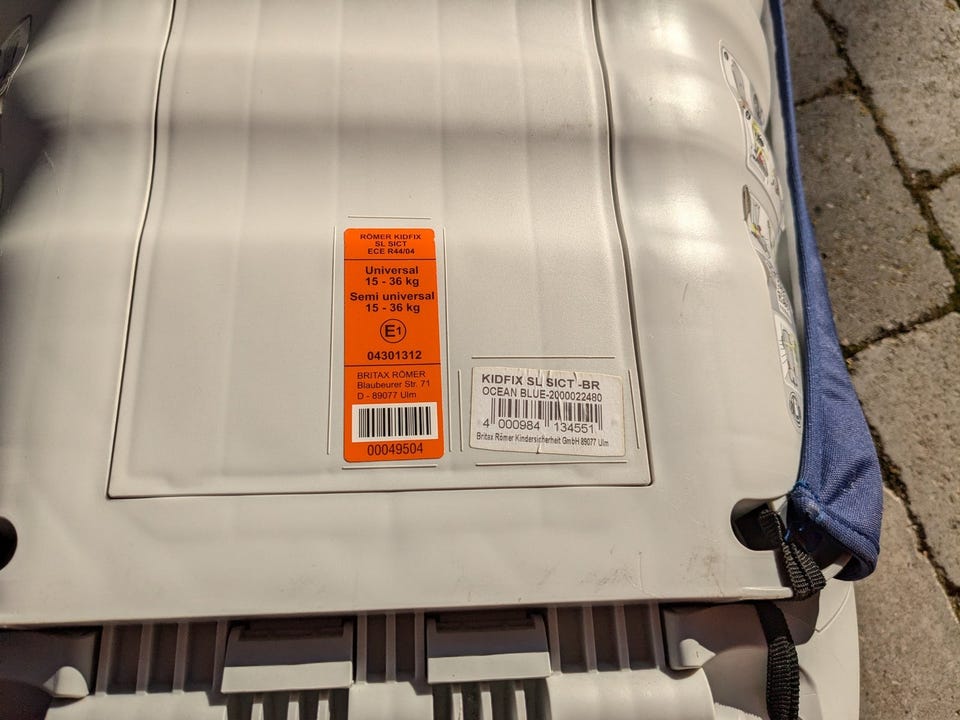 RÖMER KIDFIX
SL SICT
ECE R44/04
Universal
15 - 36 kg
Semi universal
15 - 36 kg
E1
04301312
BRITAX RÖMER
Blaubeurer Str. 71
D - 89077 Ulm
00049504
KIDFIX SL SICT -BR
OCEAN BLUE-2000022480
4 000984 134551
Britax Römer Kindersicherheit GmbH 89077 Ulm